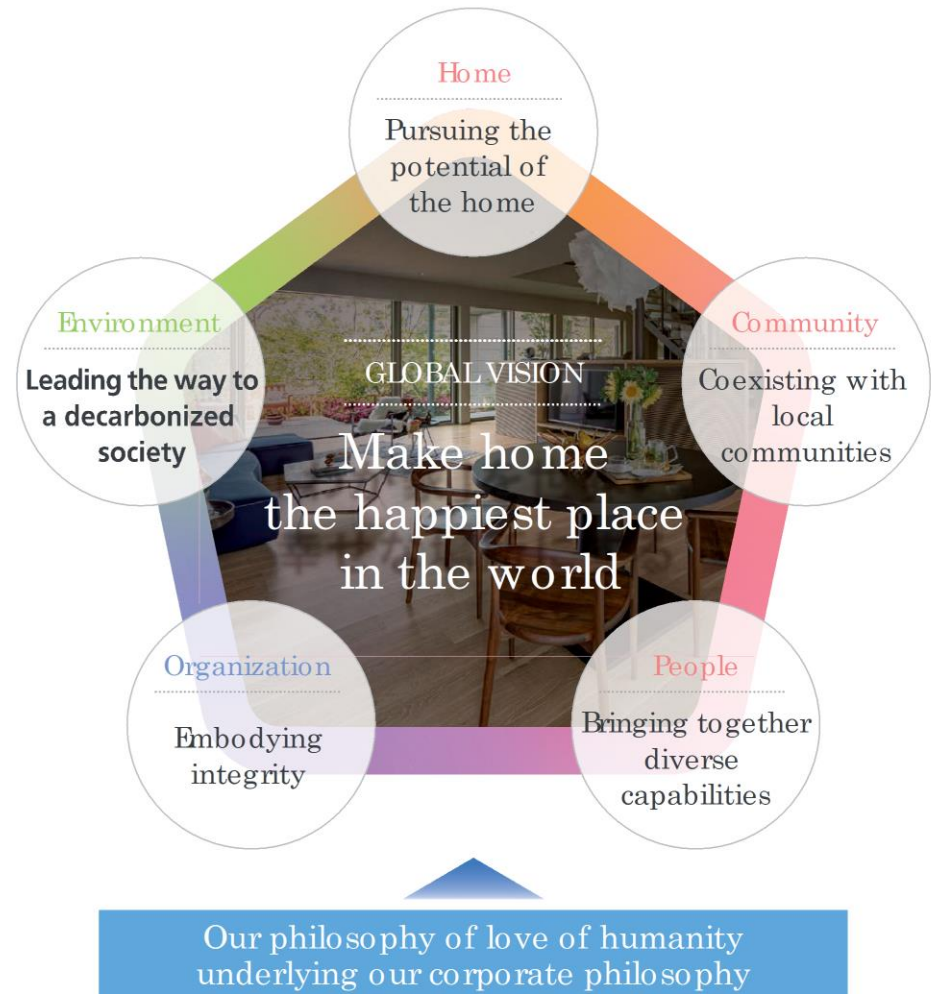 Home
Pursuing the
potential of
the home
Environment
Leading the way to
a decarbonized
society
GLOBAL VISION
Make home
the happiest place
in the world
Community
Coexisting with
local
communities
Organization
Embodying
integrity
People
Bringing together
diverse
capabilities
Our philosophy of love of humanity
underlying our corporate philosophy